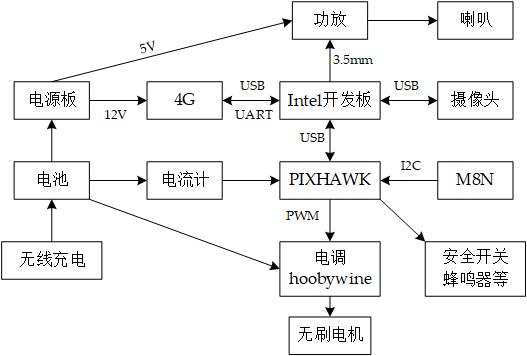 功放
喇叭
5V
3.5mm
电源板
12V
4G
USB
UART
Intel开发板
USB
摄像头
USB
电池
电流计
PIXHAWK
I2C
M8N
PWM
无线充电
电调
hoobywine
安全开关
蜂鸣器等
无刷电机